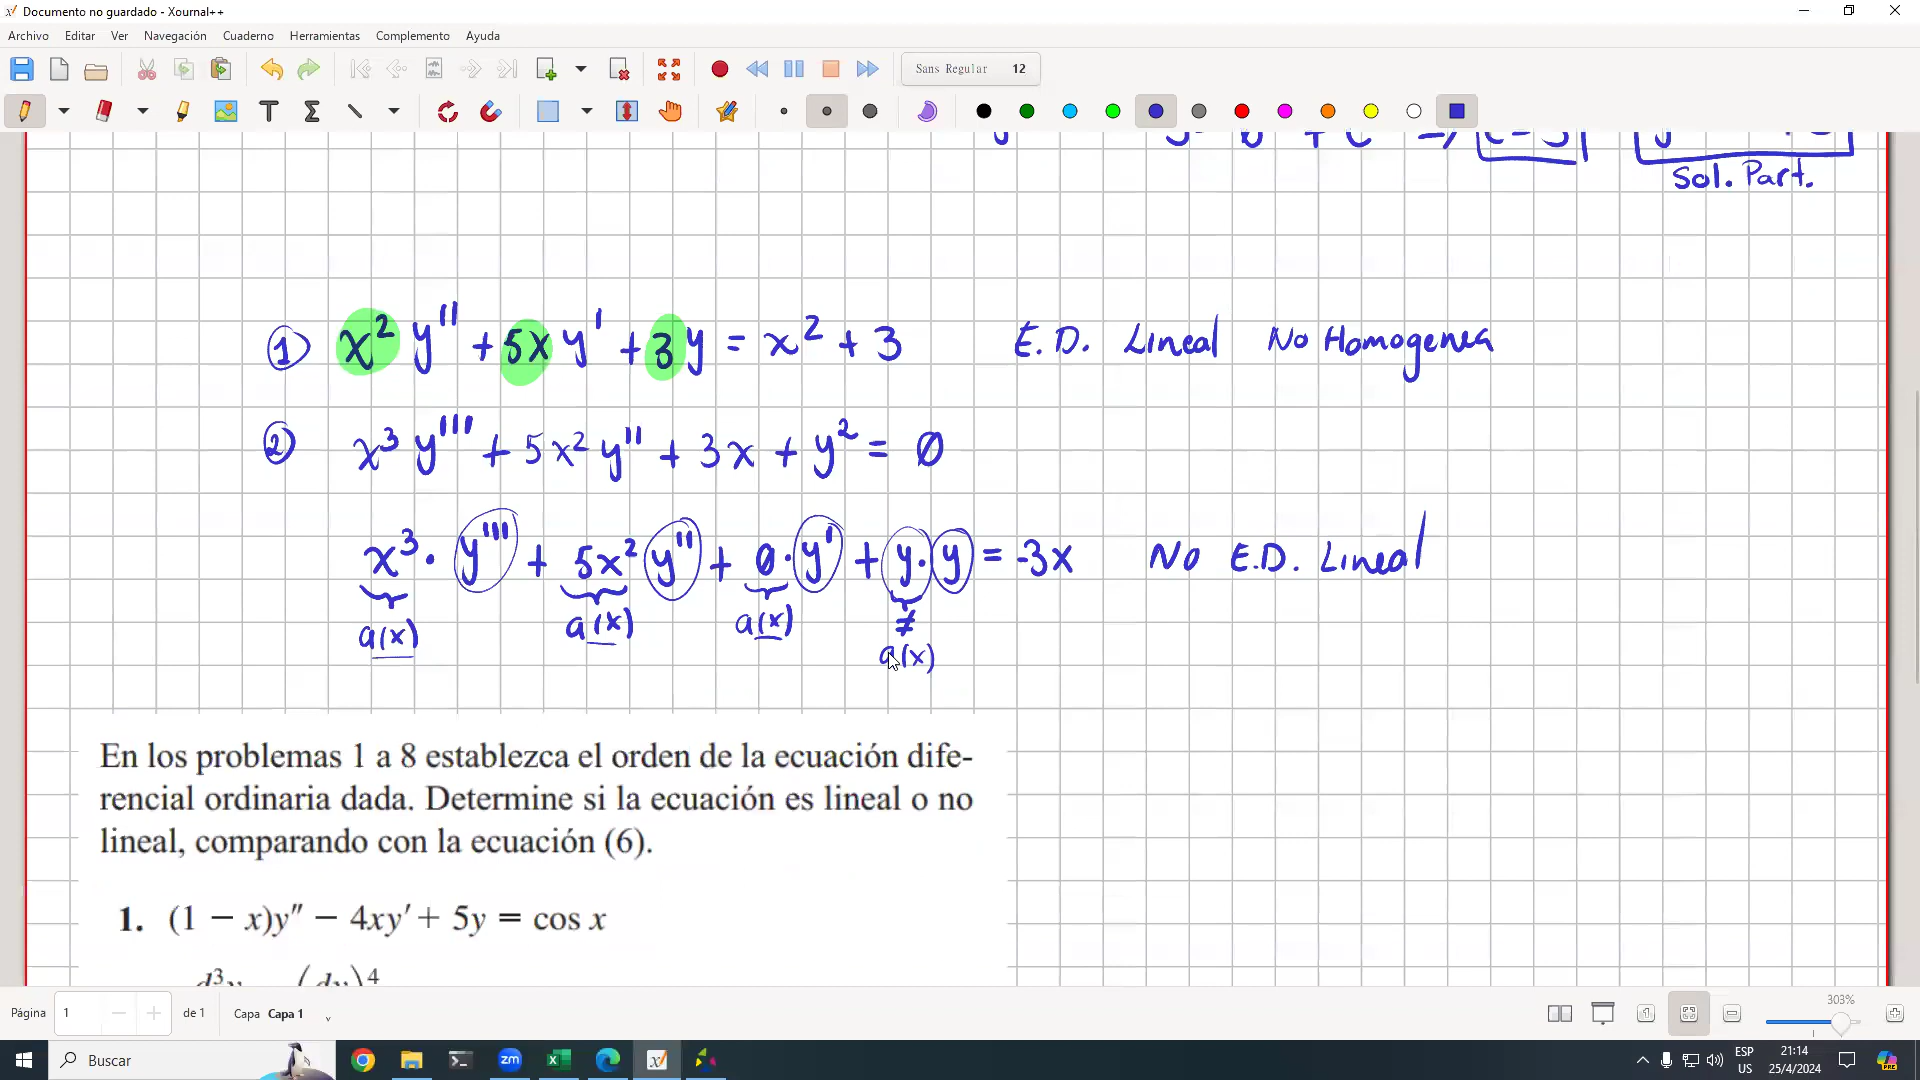 Documento no guardado - Xournal++
Archivo Editar Ver Navegación Cuaderno Herramientas Complemento Ayuda
Sans Regular 12
Sol. Part.
① x² y'' + 5x y' + 3 y = x² + 3 E. D. Lineal No Homogenea
② x³ y''' + 5x² y'' + 3x + y² = 0
x³ · y''' + 5x² y'' + 0 · y' + y · y = -3x No E.D. Lineal
a(x) a(x) a(x) ≠
a(x)
En los problemas 1 a 8 establezca el orden de la ecuación dife-
rencial ordinaria dada. Determine si la ecuación es lineal o no
lineal, comparando con la ecuación (6).
1. (1 − x)y″ − 4xy′ + 5y = cos x
Página 1 de 1 Capa Capa 1 303%
Buscar ESP US 21:14 25/4/2024